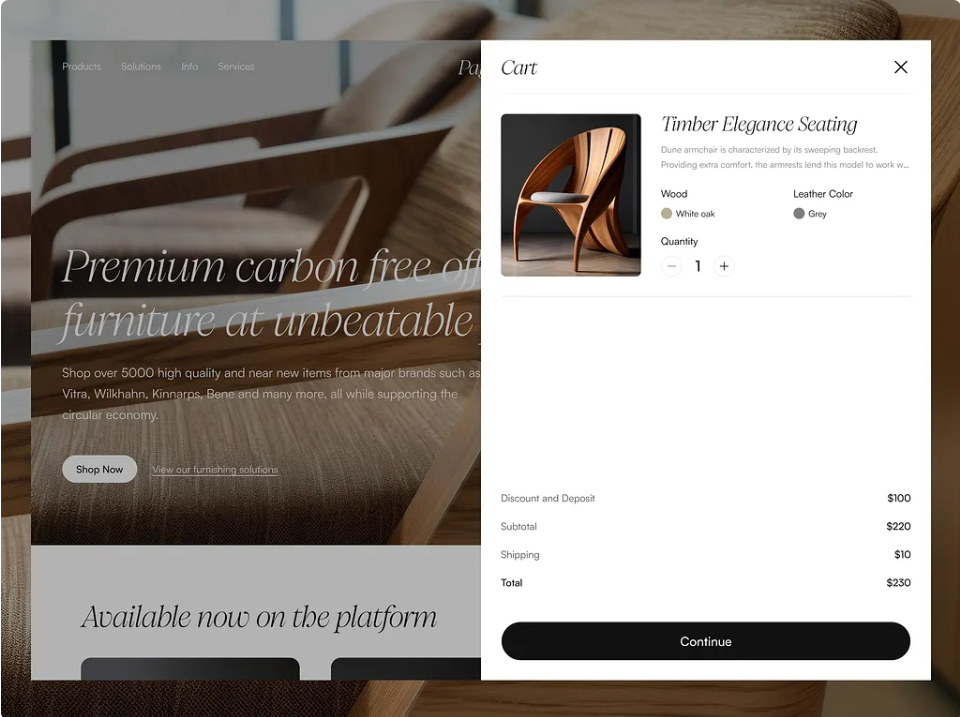 Products Solutions Info Services
Premium carbon free
furniture at unbeatable
Shop over 5000 high quality and near new items from major brands such as
Vitra, Wilkhahn, Kinnarps, Bene and many more, all while supporting the
circular economy.
Shop Now View our furnishing solutions
Available now on the platform
Cart
Timber Elegance Seating
Dune armchair is characterized by its sweeping backrest.
Providing extra comfort, the armrests lend this model to work w...
Wood Leather Color
White oak Grey
Quantity
− 1 +
Discount and Deposit $100
Subtotal $220
Shipping $10
Total $230
Continue